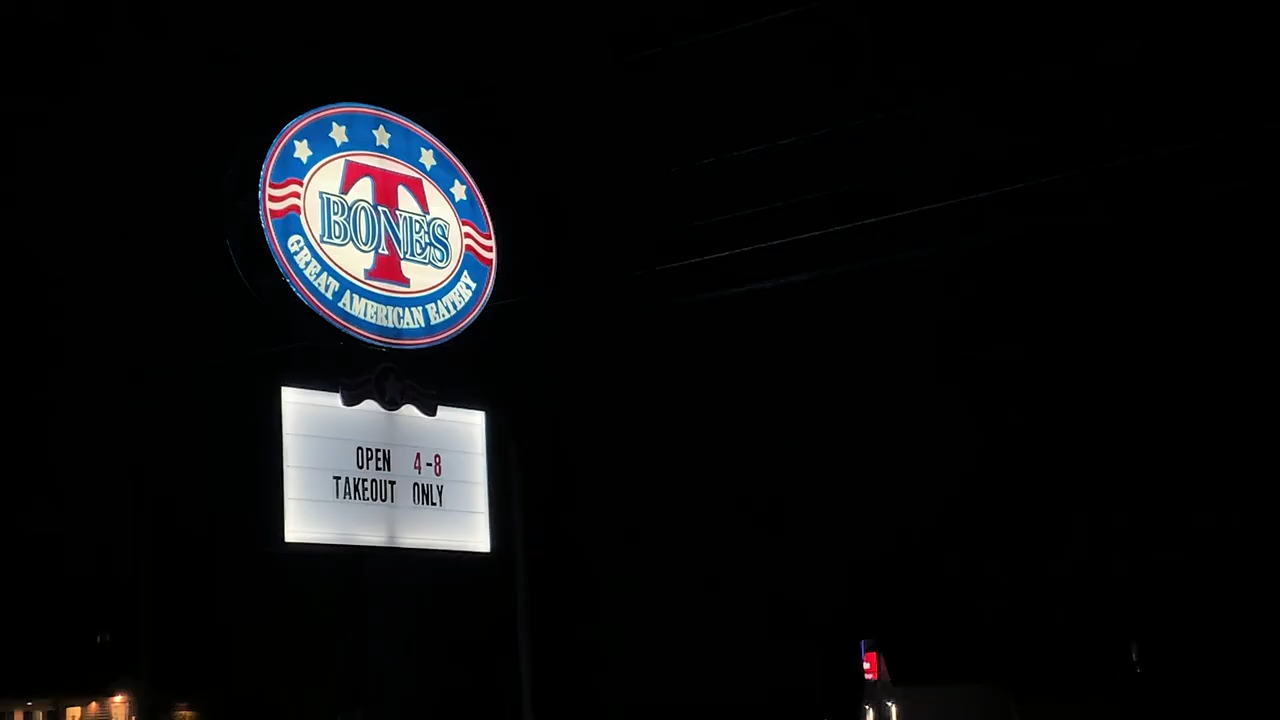 T
BONES
GREAT AMERICAN EATERY
OPEN 4-8
TAKEOUT ONLY